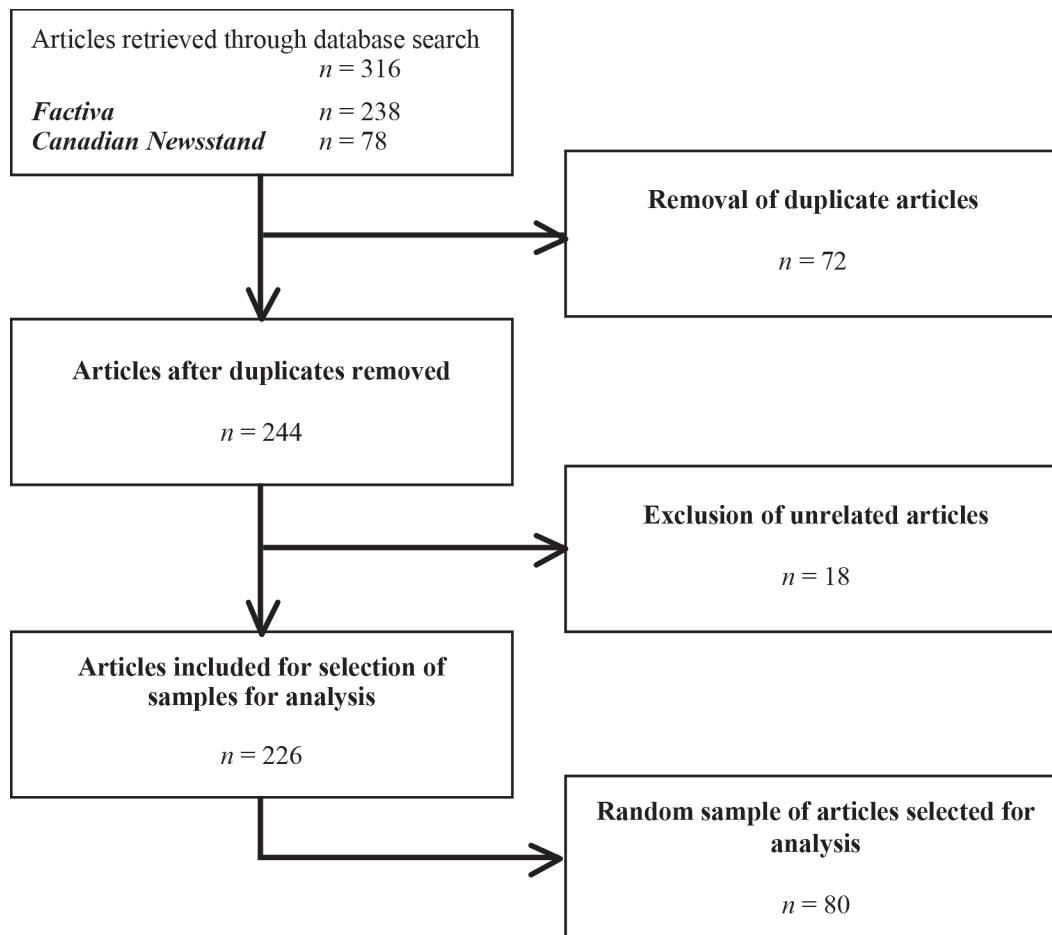 Articles retrieved through database search
n = 316
Factiva n = 238
Canadian Newsstand n = 78
Removal of duplicate articles
n = 72
Articles after duplicates removed
n = 244
Exclusion of unrelated articles
n = 18
Articles included for selection of
samples for analysis
n = 226
Random sample of articles selected for
analysis
n = 80